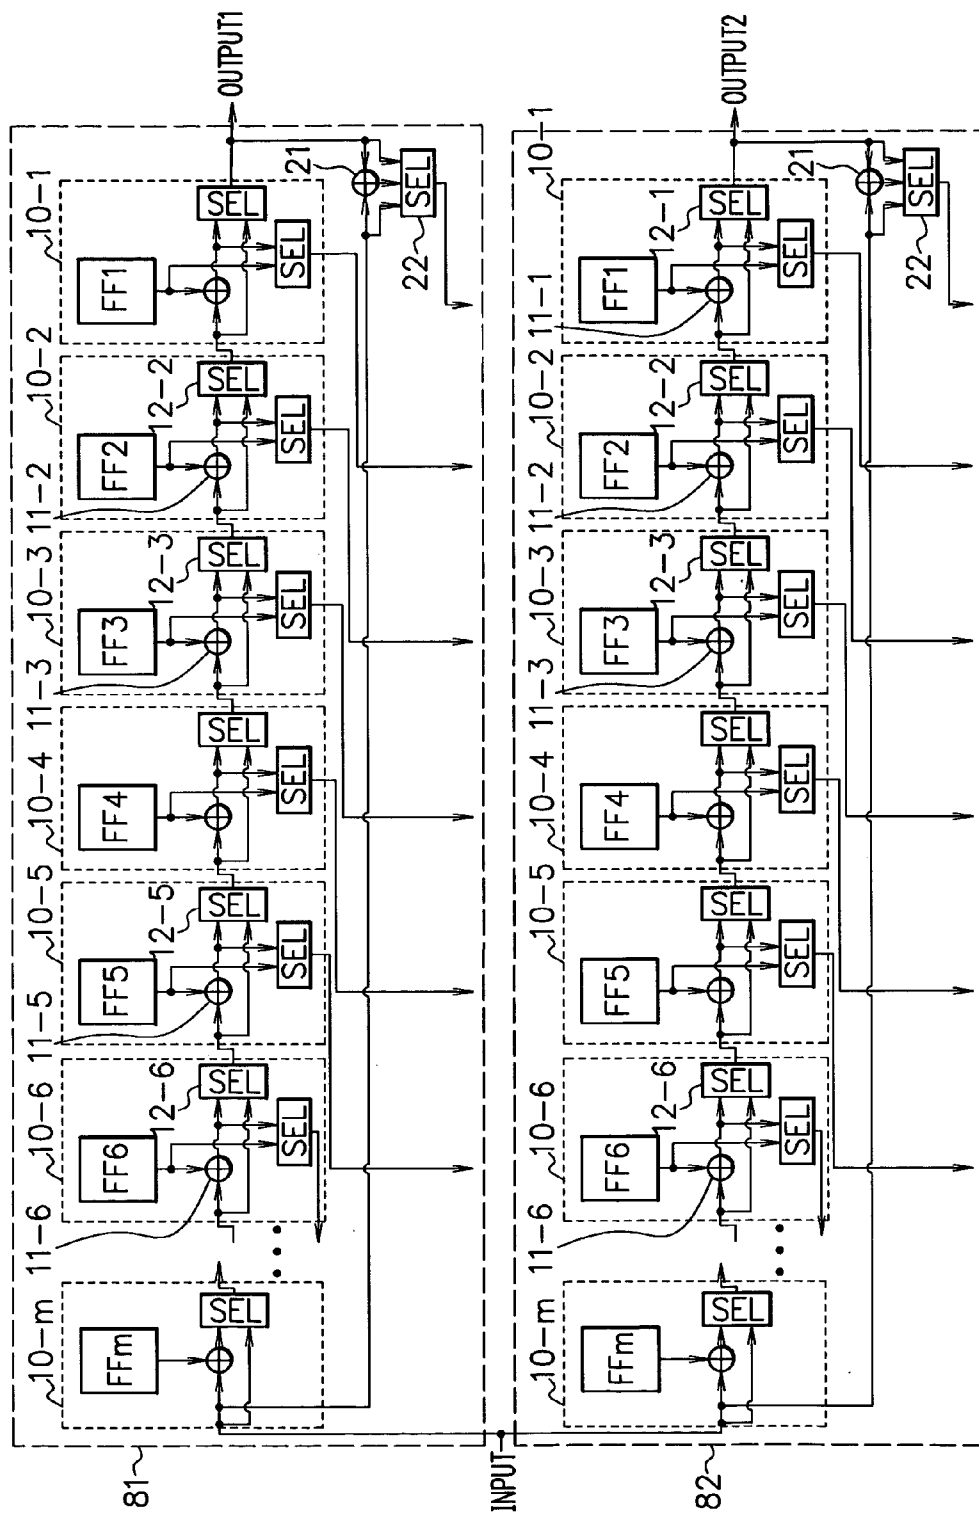 81
10-m
10-6
10-5
10-4
10-3
10-2
10-1
FFm
FF6
FF5
FF4
FF3
FF2
FF1
11-6
11-5
11-3
11-2
12-6
12-5
12-3
12-2
SEL
SEL
SEL
SEL
SEL
SEL
SEL
SEL
SEL
SEL
SEL
SEL
SEL
OUTPUT1
21
SEL
22
INPUT
82
10-m
10-6
10-5
10-4
10-3
10-2
10-1
FFm
FF6
FF5
FF4
FF3
FF2
FF1
11-6
11-3
11-2
11-1
12-6
12-3
12-2
12-1
SEL
SEL
SEL
SEL
SEL
SEL
SEL
SEL
SEL
SEL
SEL
SEL
SEL
OUTPUT2
21
SEL
22